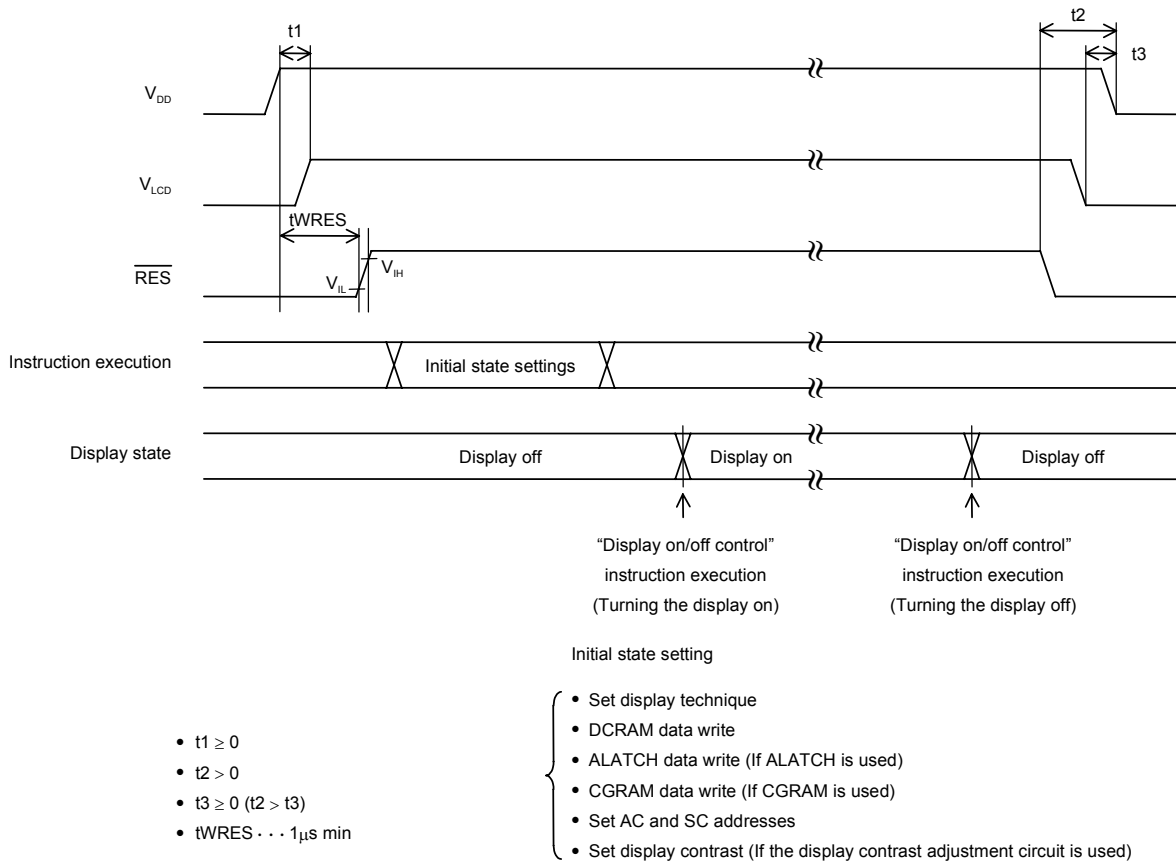 t1
t2
t3
VDD
VLCD
tWRES
RES
VIH
VIL
Instruction execution
Initial state settings
Display state
Display off
Display on
Display off
“Display on/off control”
instruction execution
(Turning the display on)
“Display on/off control”
instruction execution
(Turning the display off)
Initial state setting
• Set display technique
• DCRAM data write
• ALATCH data write (If ALATCH is used)
• CGRAM data write (If CGRAM is used)
• Set AC and SC addresses
• Set display contrast (If the display contrast adjustment circuit is used)
• t1 ≥ 0
• t2 > 0
• t3 ≥ 0 (t2 > t3)
• tWRES · · · 1μs min